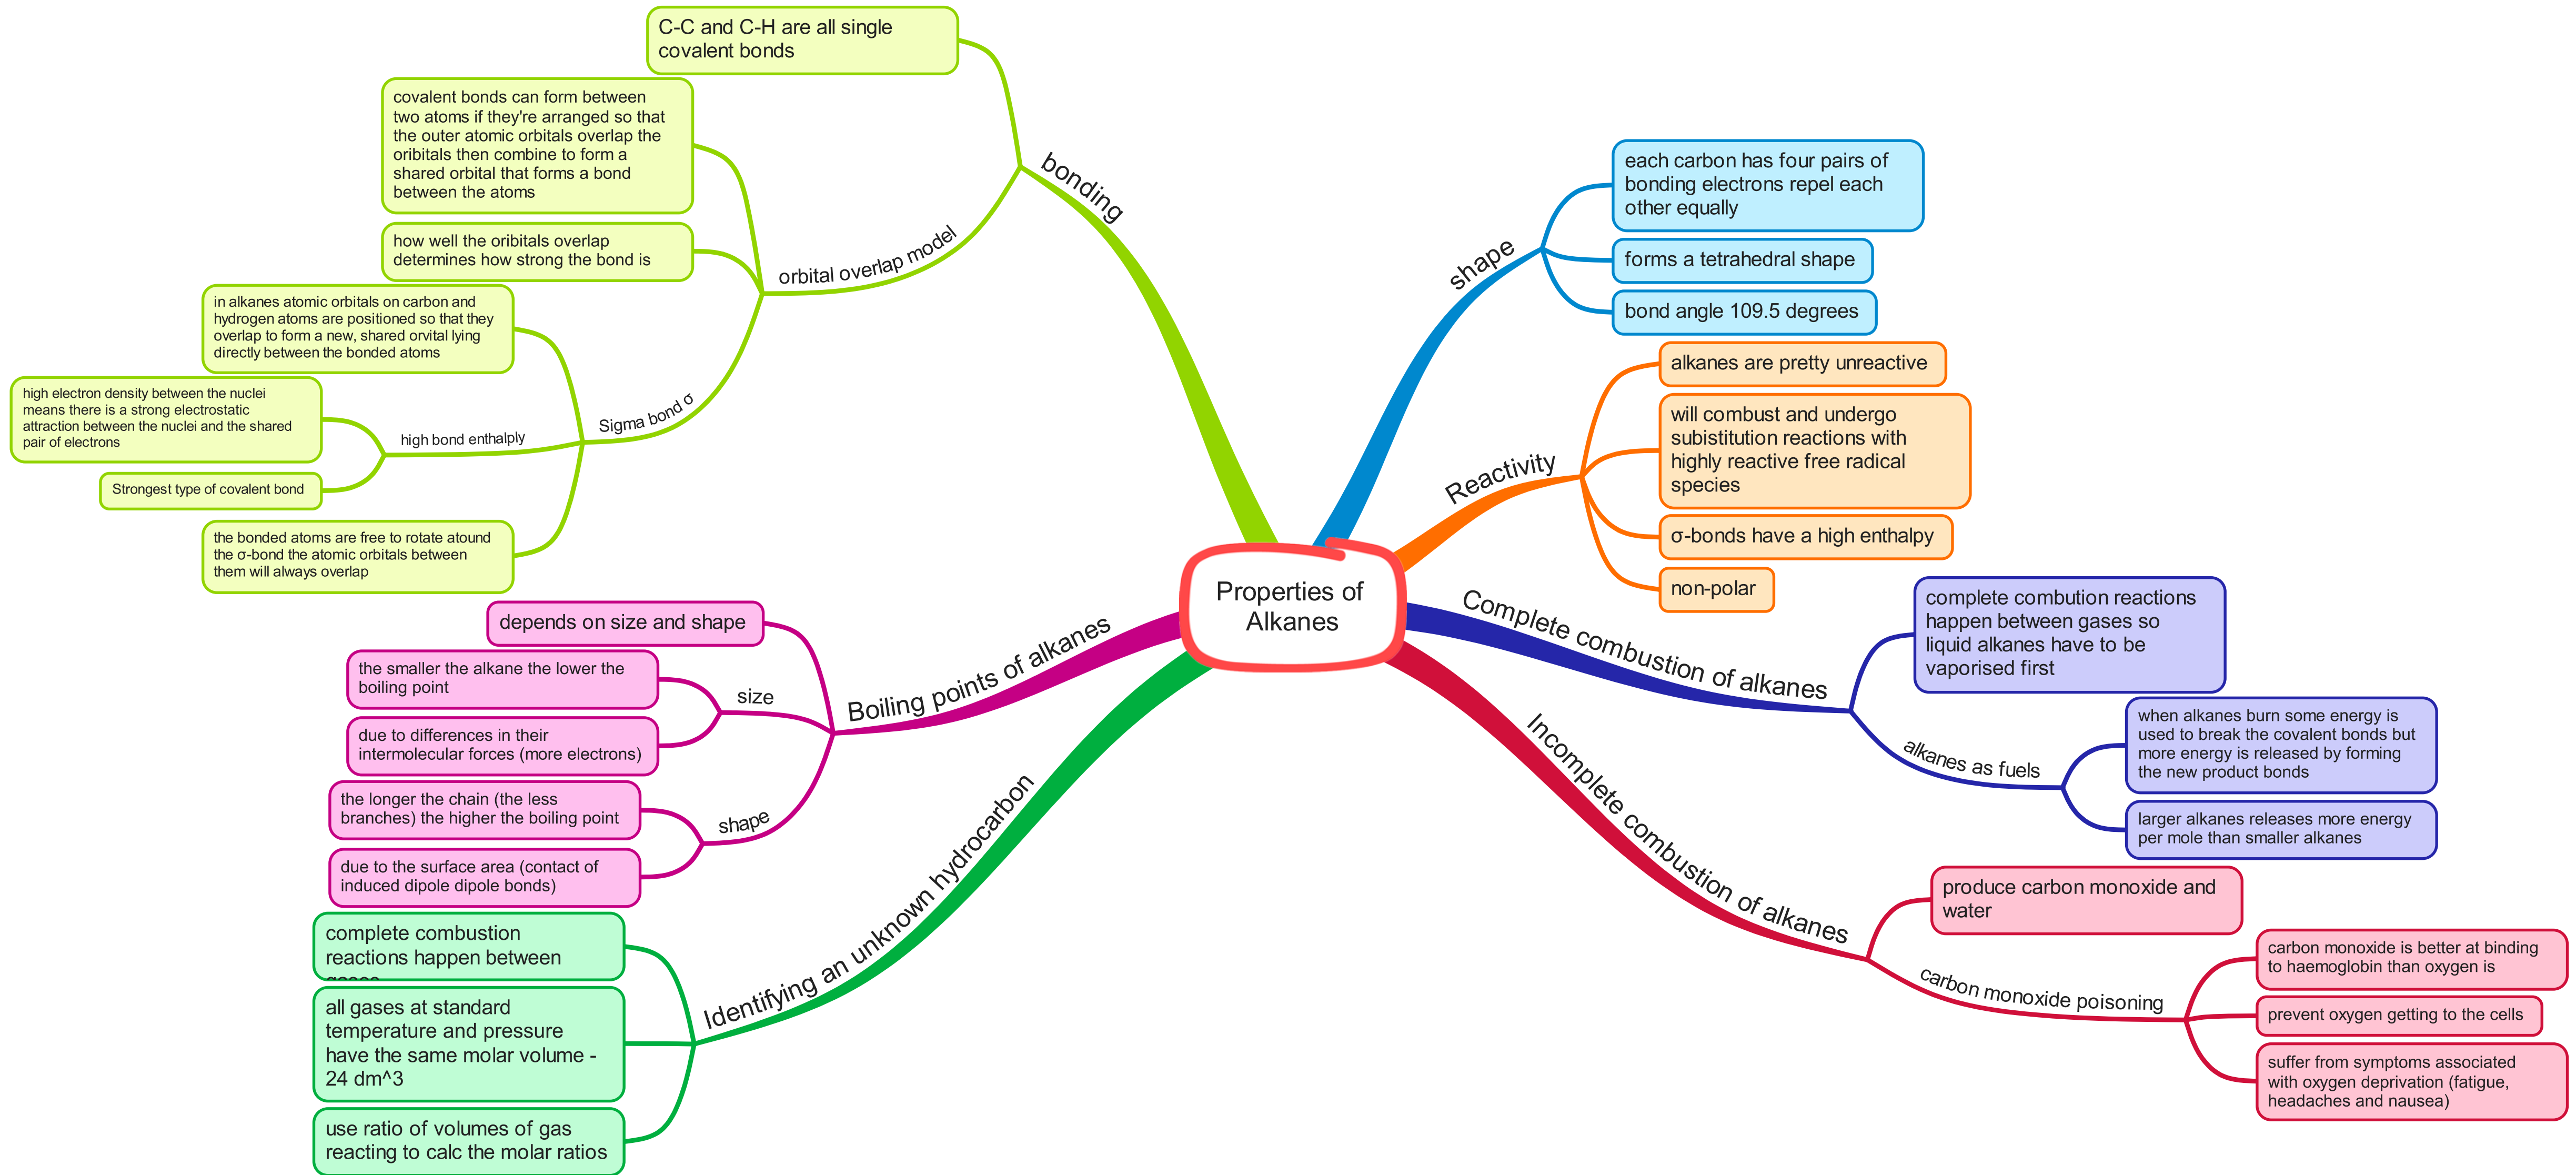 Properties of
Alkanes
bonding
C-C and C-H are all single
covalent bonds
orbital overlap model
covalent bonds can form between
two atoms if they're arranged so that
the outer atomic orbitals overlap the
oribitals then combine to form a
shared orbital that forms a bond
between the atoms
how well the oribitals overlap
determines how strong the bond is
Sigma bond σ
in alkanes atomic orbitals on carbon and
hydrogen atoms are positioned so that they
overlap to form a new, shared orvital lying
directly between the bonded atoms
high bond enthalply
high electron density between the nuclei
means there is a strong electrostatic
attraction between the nuclei and the shared
pair of electrons
Strongest type of covalent bond
the bonded atoms are free to rotate atound
the σ-bond the atomic orbitals between
them will always overlap
Boiling points of alkanes
depends on size and shape
size
the smaller the alkane the lower the
boiling point
due to differences in their
intermolecular forces (more electrons)
shape
the longer the chain (the less
branches) the higher the boiling point
due to the surface area (contact of
induced dipole dipole bonds)
Identifying an unknown hydrocarbon
complete combustion
reactions happen between
all gases at standard
temperature and pressure
have the same molar volume -
24 dm^3
use ratio of volumes of gas
reacting to calc the molar ratios
shape
each carbon has four pairs of
bonding electrons repel each
other equally
forms a tetrahedral shape
bond angle 109.5 degrees
Reactivity
alkanes are pretty unreactive
will combust and undergo
subistitution reactions with
highly reactive free radical
species
σ-bonds have a high enthalpy
non-polar
Complete combustion of alkanes
complete combution reactions
happen between gases so
liquid alkanes have to be
vaporised first
alkanes as fuels
when alkanes burn some energy is
used to break the covalent bonds but
more energy is released by forming
the new product bonds
larger alkanes releases more energy
per mole than smaller alkanes
Incomplete combustion of alkanes
produce carbon monoxide and
water
carbon monoxide poisoning
carbon monoxide is better at binding
to haemoglobin than oxygen is
prevent oxygen getting to the cells
suffer from symptoms associated
with oxygen deprivation (fatigue,
headaches and nausea)